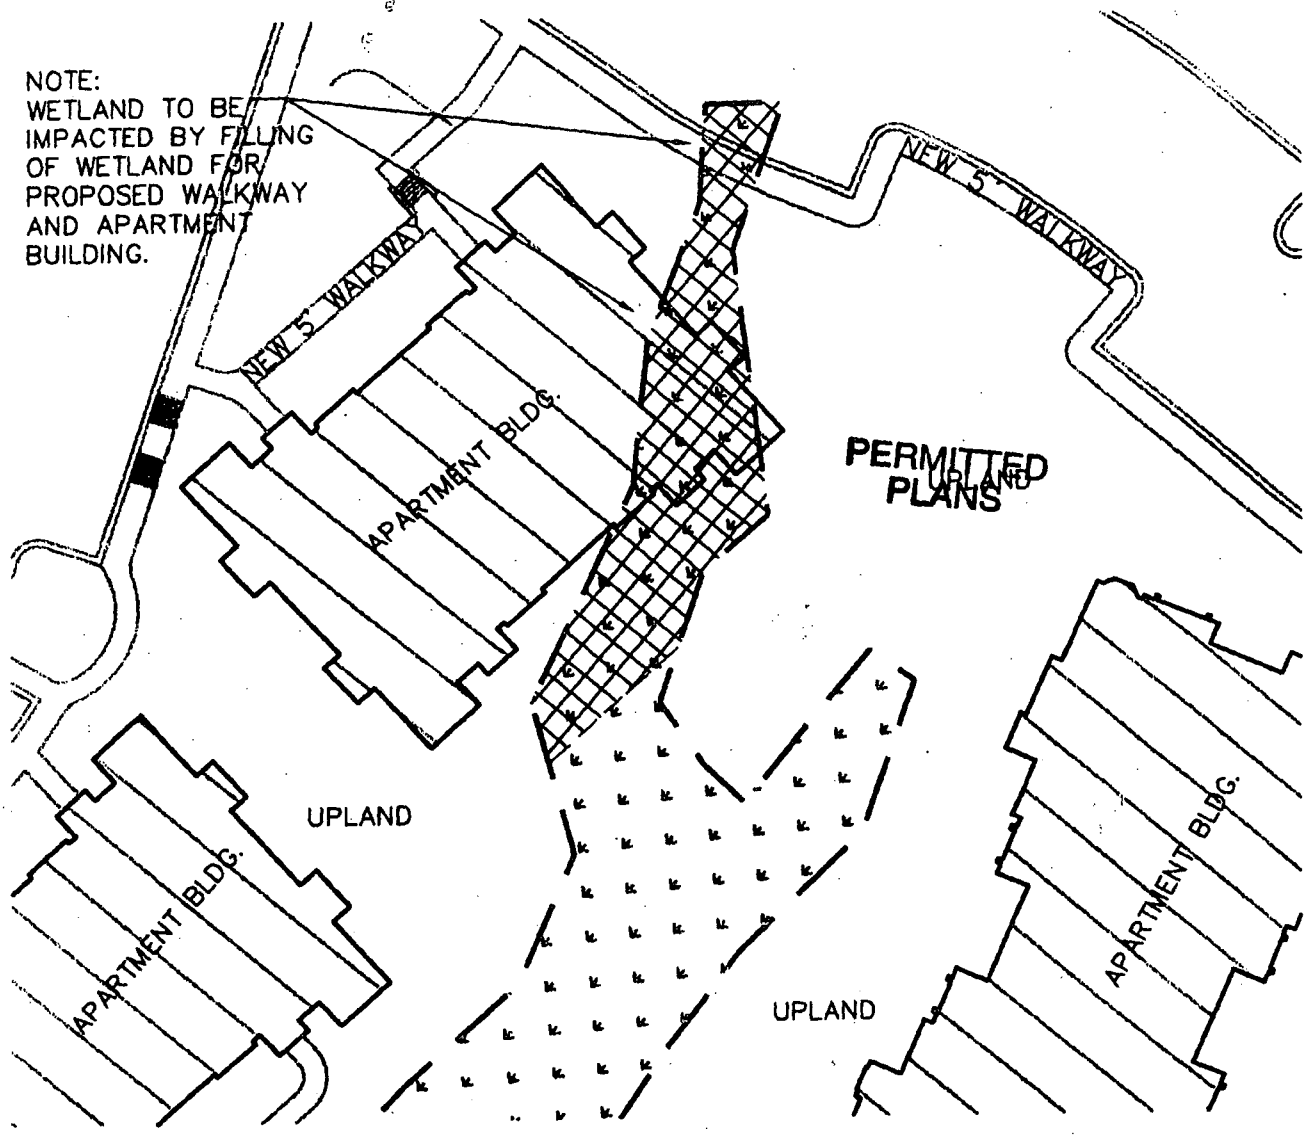 NOTE:
WETLAND TO BE
IMPACTED BY FILLING
OF WETLAND FOR
PROPOSED WALKWAY
AND APARTMENT
BUILDING.
NEW 5' WALKWAY
NEW 5' WALKWAY
APARTMENT BLDG.
PERMITTED
UPLAND
PLANS
UPLAND
APARTMENT BLDG.
APARTMENT BLDG.
UPLAND